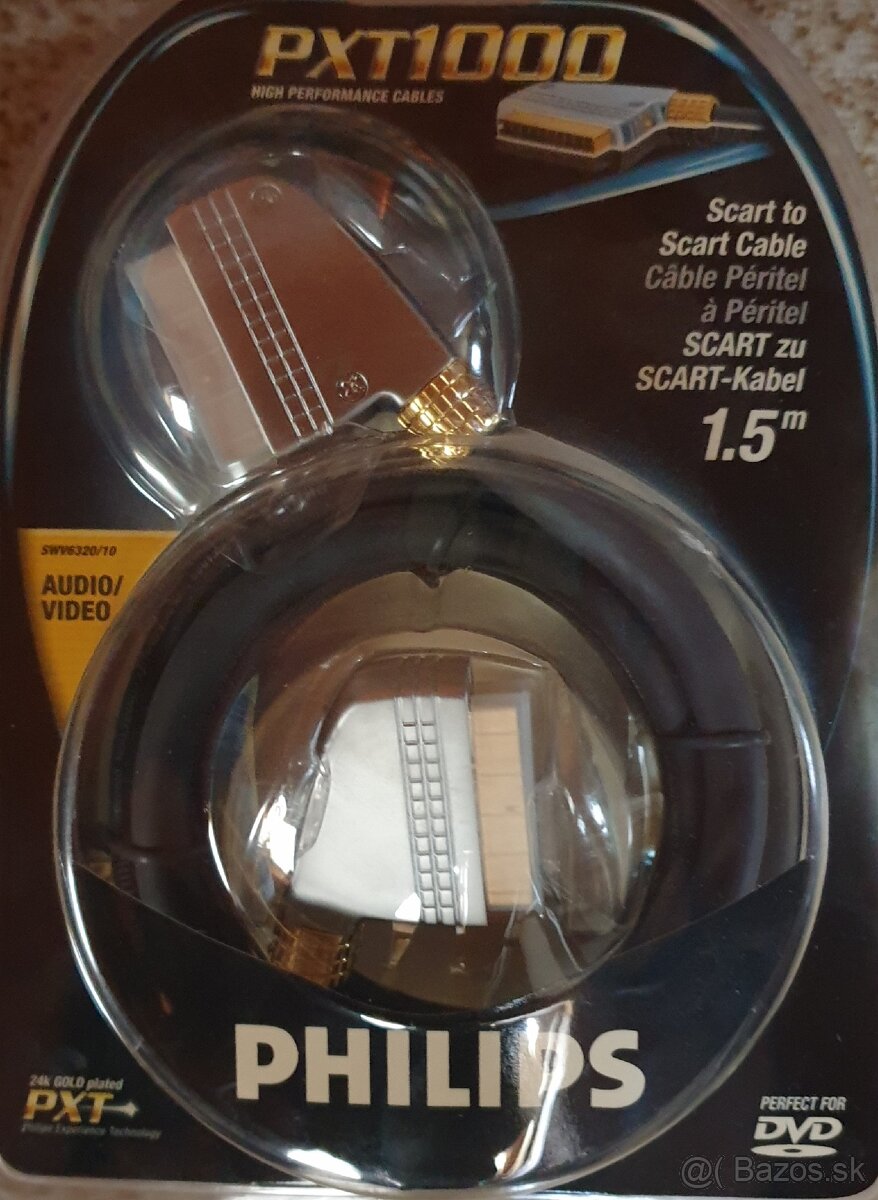 PXT1000
HIGH PERFORMANCE CABLES
Scart to
Scart Cable
Câble Péritel
à Péritel
SCART zu
SCART-Kabel
1.5m
SWV6320/10
AUDIO/
VIDEO
PHILIPS
24k GOLD plated
PXT
Philips Experience Technology
PERFECT FOR
DVD
@( Bazos.sk